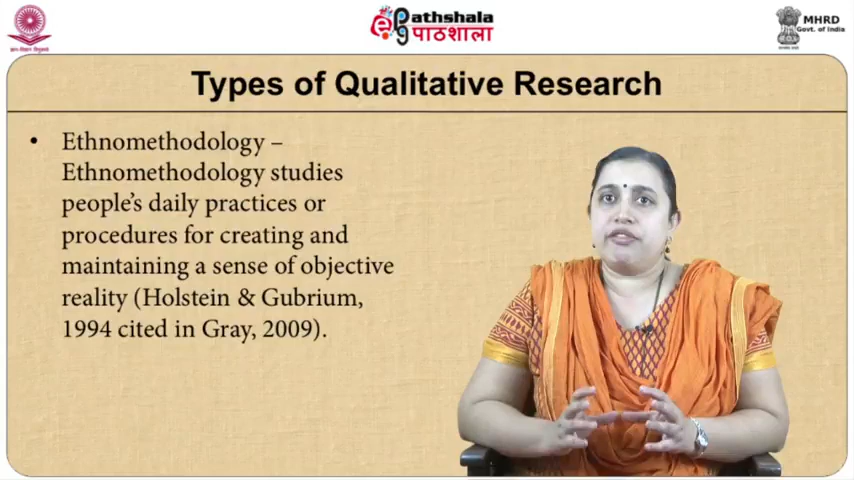 Pathshala
पाठशाला
MHRD
Govt. of India
Types of Qualitative Research
• Ethnomethodology –
Ethnomethodology studies
people’s daily practices or
procedures for creating and
maintaining a sense of objective
reality (Holstein & Gubrium,
1994 cited in Gray, 2009).